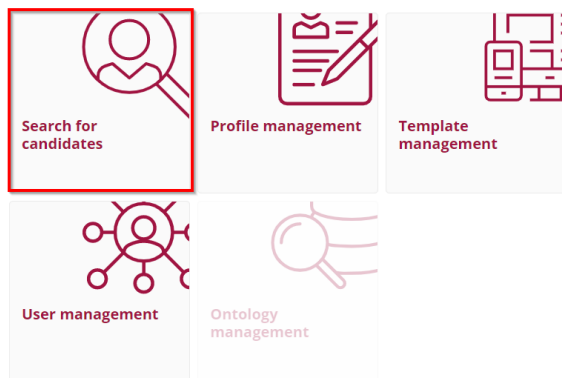 Search for
candidates
Profile management
Template
management
User management
Ontology
management